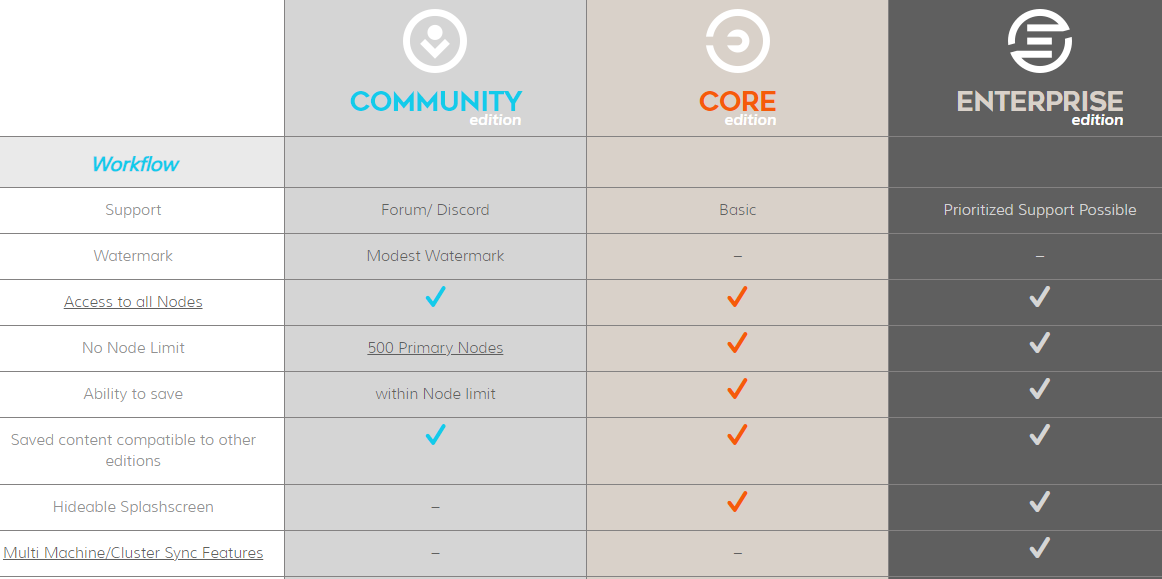 COMMUNITY
edition
CORE
edition
ENTERPRISE
edition
Workflow
Support
Forum/ Discord
Basic
Prioritized Support Possible
Watermark
Modest Watermark
–
–
Access to all Nodes
✓
✓
✓
No Node Limit
500 Primary Nodes
✓
✓
Ability to save
within Node limit
✓
✓
Saved content compatible to other
editions
✓
✓
✓
Hideable Splashscreen
–
✓
✓
Multi Machine/Cluster Sync Features
–
–
✓